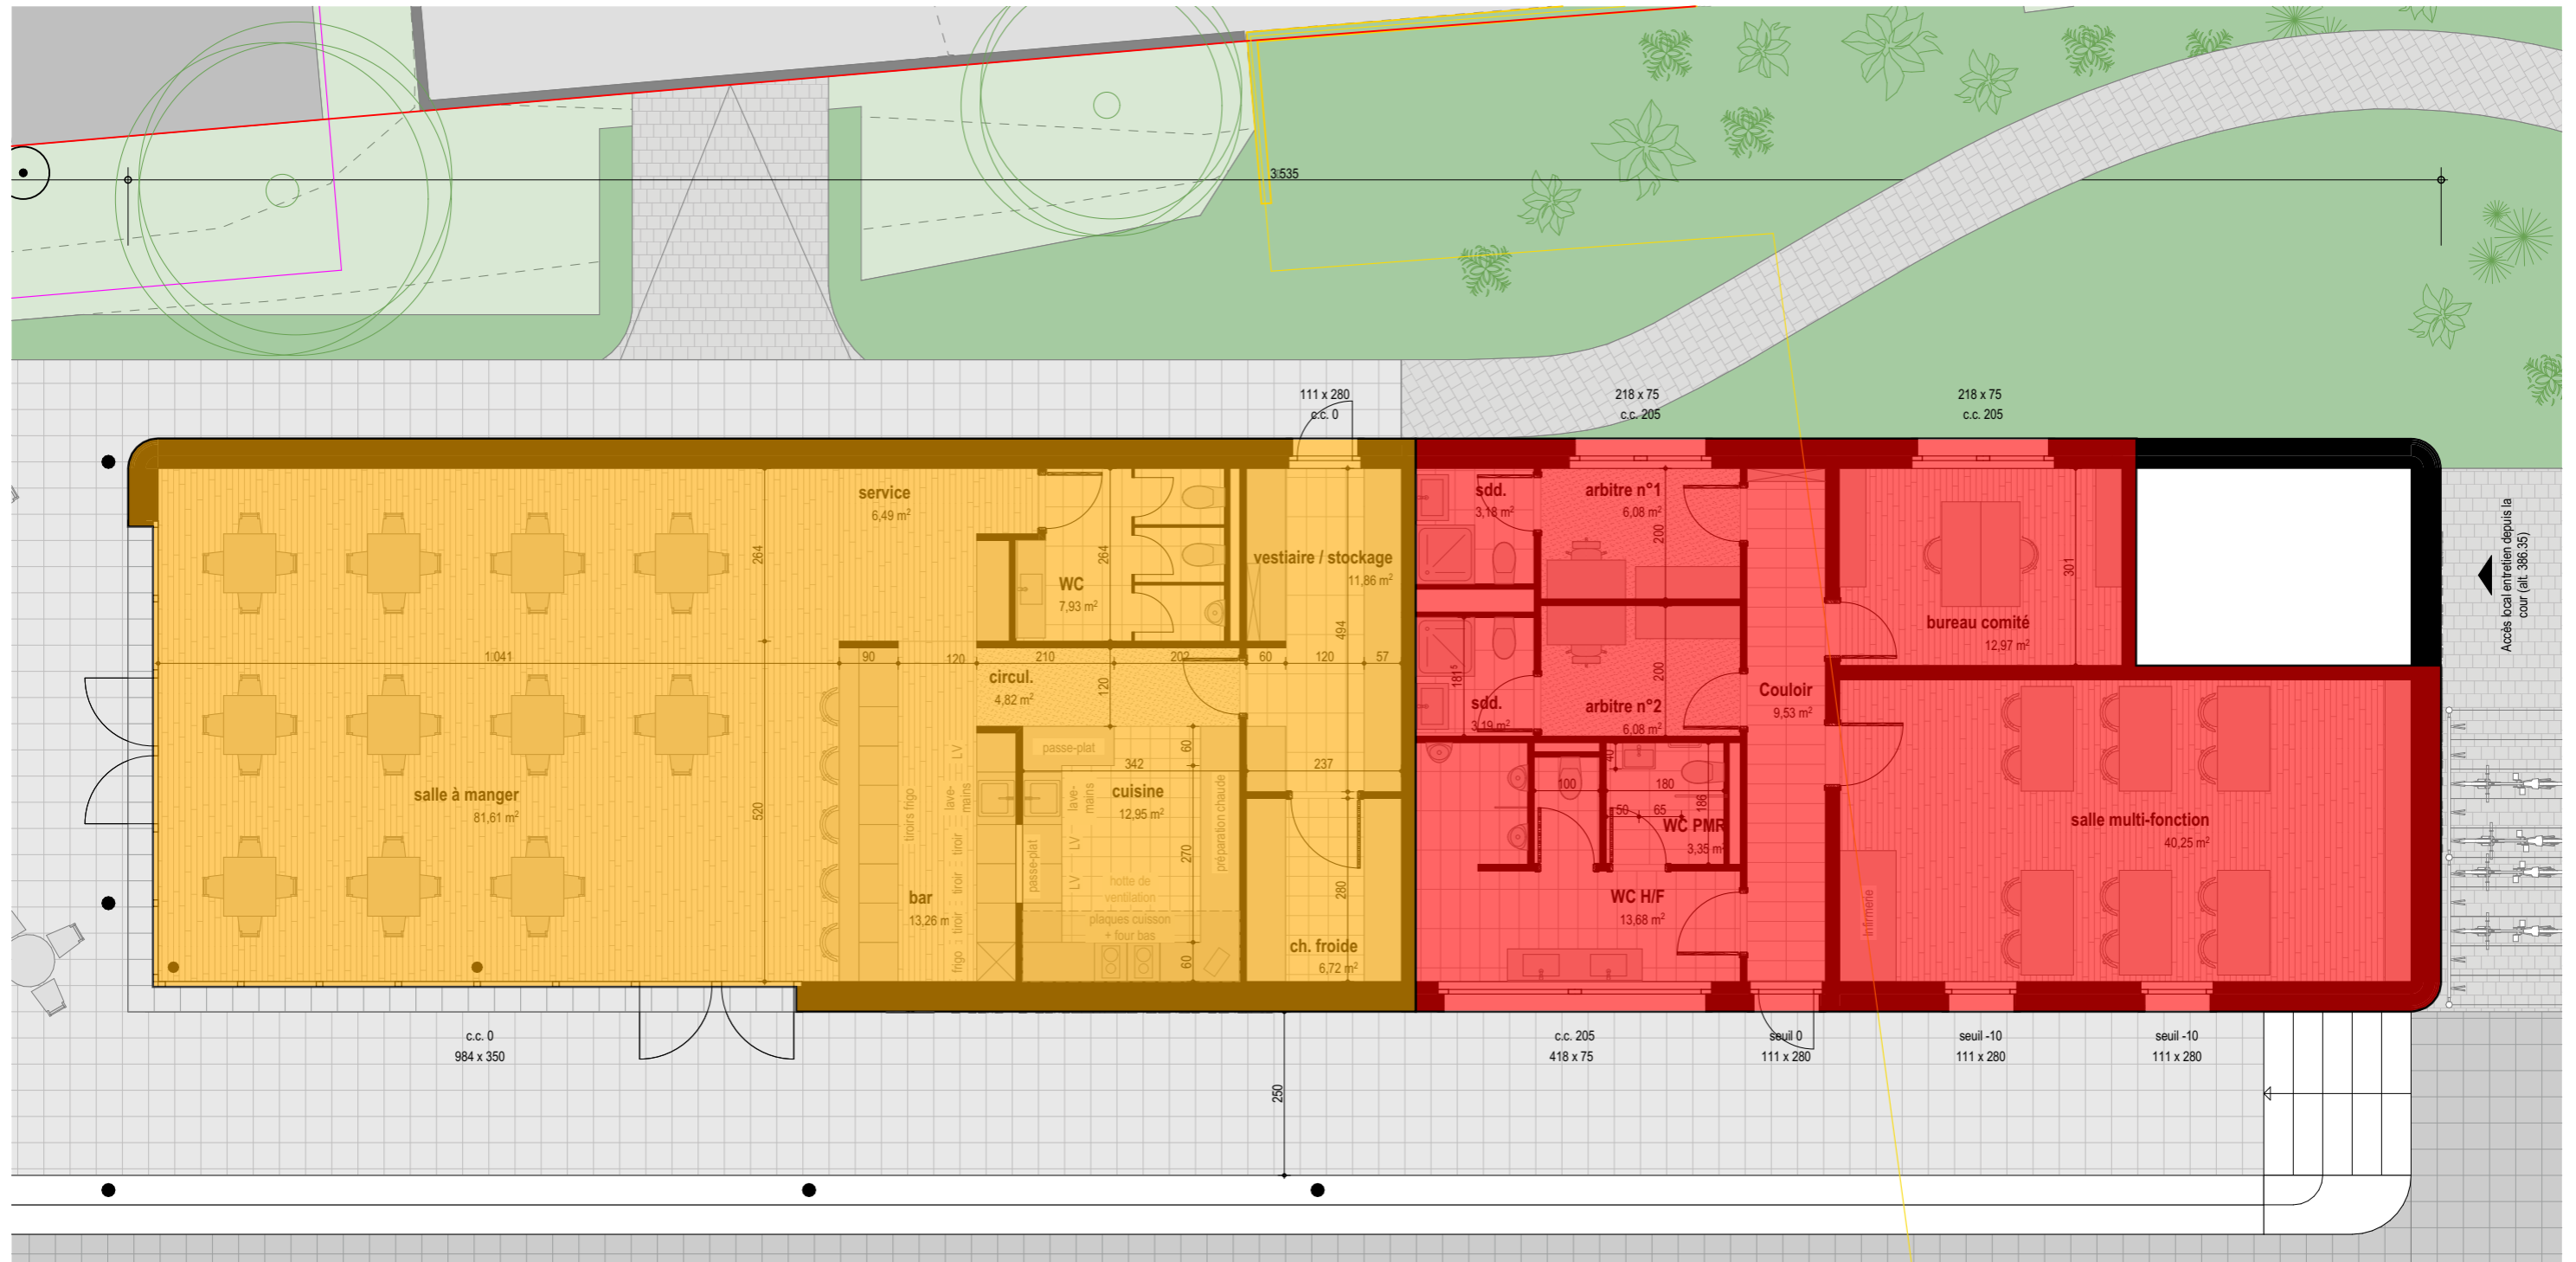 3 535
111 x 280
c.c. 0
218 x 75
c.c. 205
218 x 75
c.c. 205
service
6,49 m²
264
WC
7,93 m²
264
vestiaire / stockage
11,86 m²
494
sdd.
3,18 m²
arbitre n°1
6,08 m²
200
bureau comité
12,97 m²
301
Accès local entretien depuis la
cour (alt. 386.35)
1 041
90
120
210
202
60
120
57
circul.
4,82 m²
120
181⁵
sdd.
3,19 m²
arbitre n°2
6,08 m²
200
Couloir
9,53 m²
salle à manger
81,61 m²
520
passe-plat
60
342
237
cuisine
12,95 m²
LV
lave-
mains
tiroirs frigo
lave-
mains
préparation chaude
passe-plat
LV
LV
270
hotte de
ventilation
plaques cuisson
+ four bas
60
bar
13,26 m
frigo
tiroir
tiroir
tiroir
280
ch. froide
6,72 m²
40
100
180
50
65
186
WC PMR
3,35 m²
WC H/F
13,68 m²
salle multi-fonction
40,25 m²
Infirmerie
c.c. 0
984 x 350
c.c. 205
418 x 75
seuil 0
111 x 280
seuil -10
111 x 280
seuil -10
111 x 280
250